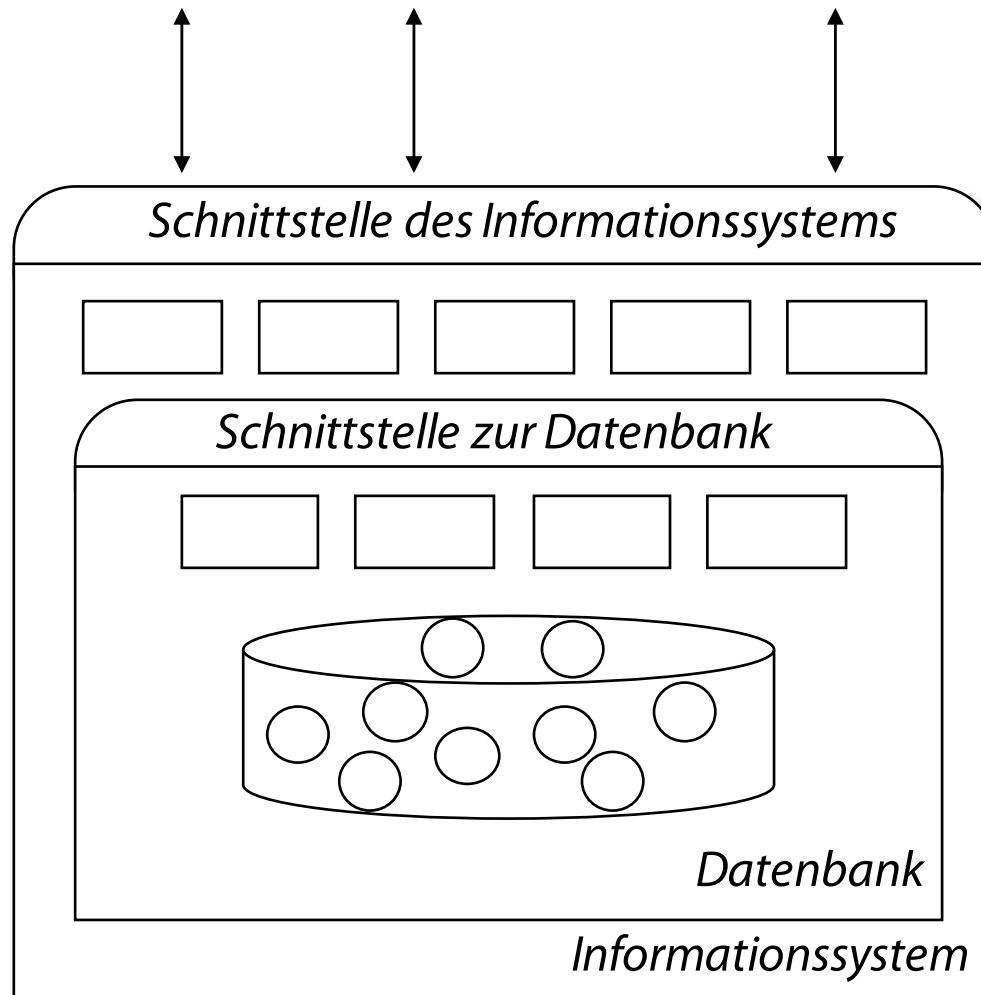 Schnittstelle des Informationssystems
Schnittstelle zur Datenbank
Datenbank
Informationssystem